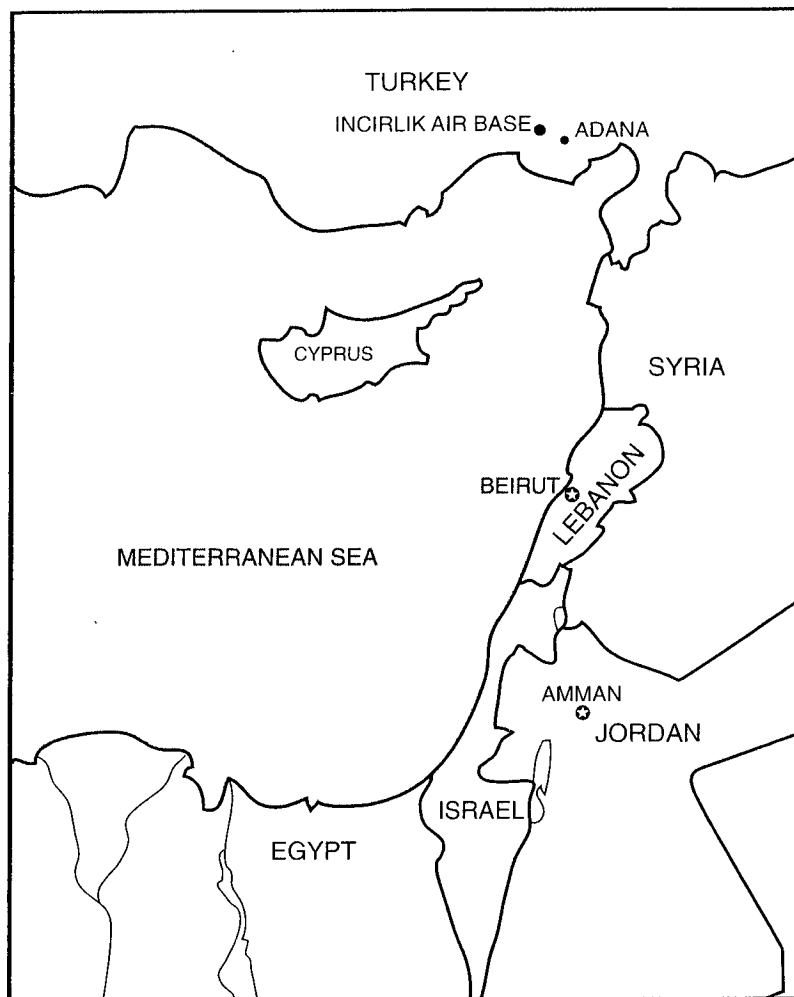 TURKEY
INCIRLIK AIR BASE
ADANA
CYPRUS
SYRIA
BEIRUT
LEBANON
MEDITERRANEAN SEA
AMMAN
JORDAN
ISRAEL
EGYPT